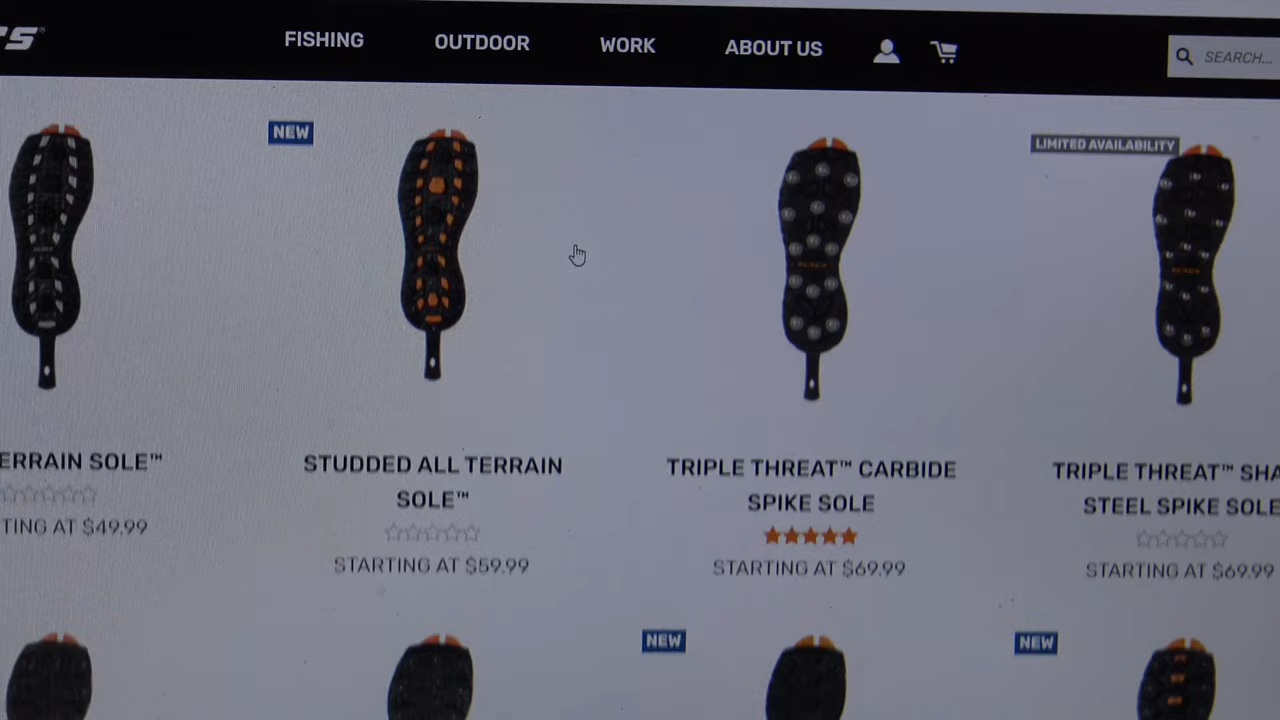 FISHING
OUTDOOR
WORK
ABOUT US
SEARCH...
NEW
LIMITED AVAILABILITY
ERRAIN SOLE™
TING AT $49.99
STUDDED ALL TERRAIN
SOLE™
STARTING AT $59.99
TRIPLE THREAT™ CARBIDE
SPIKE SOLE
STARTING AT $69.99
TRIPLE THREAT™ SHA
STEEL SPIKE SOLE
STARTING AT $69.99
NEW
NEW